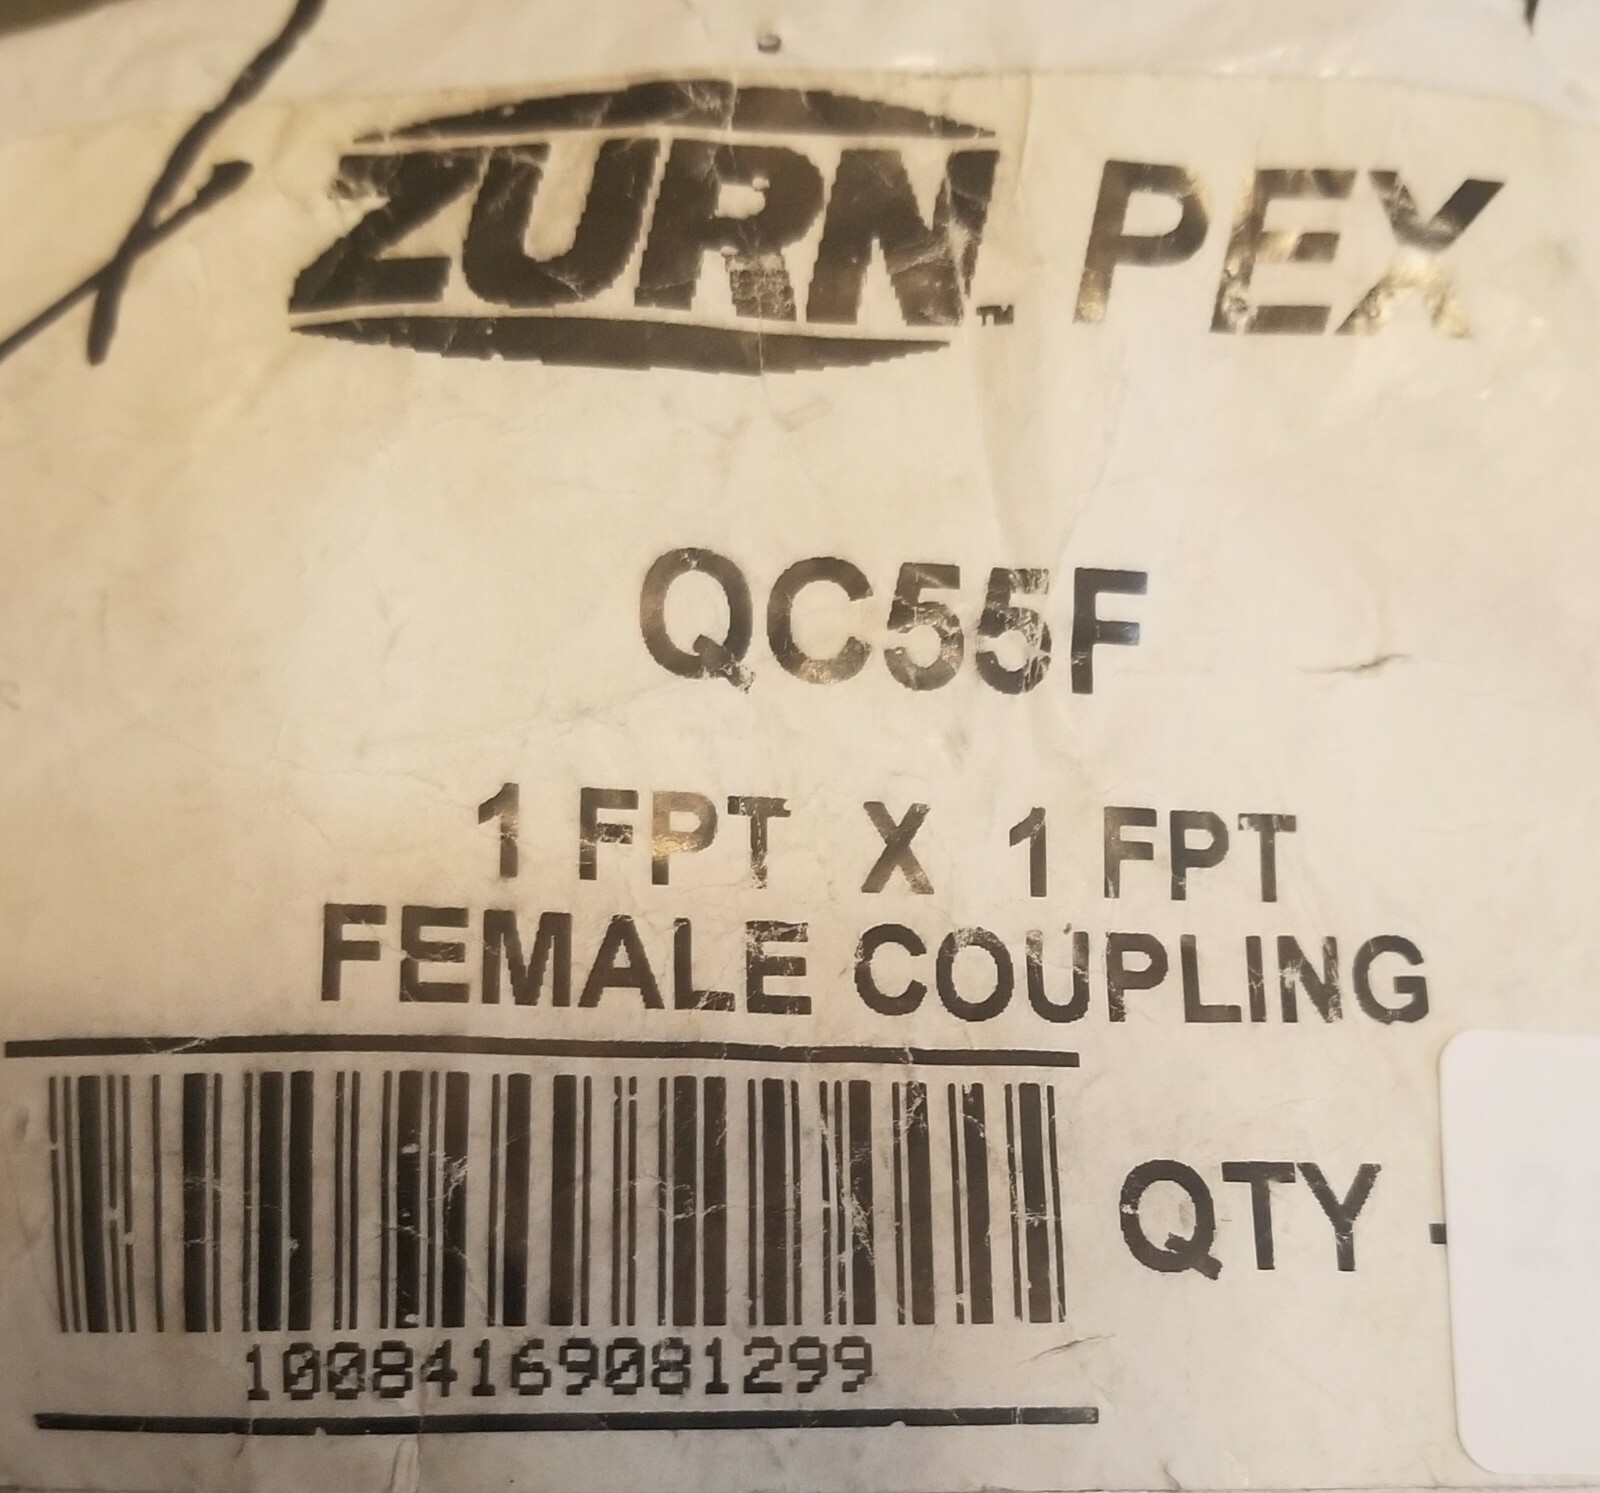 ZURN™ PEX
QC55F
1 FPT X 1 FPT
FEMALE COUPLING
QTY -
10084169081299